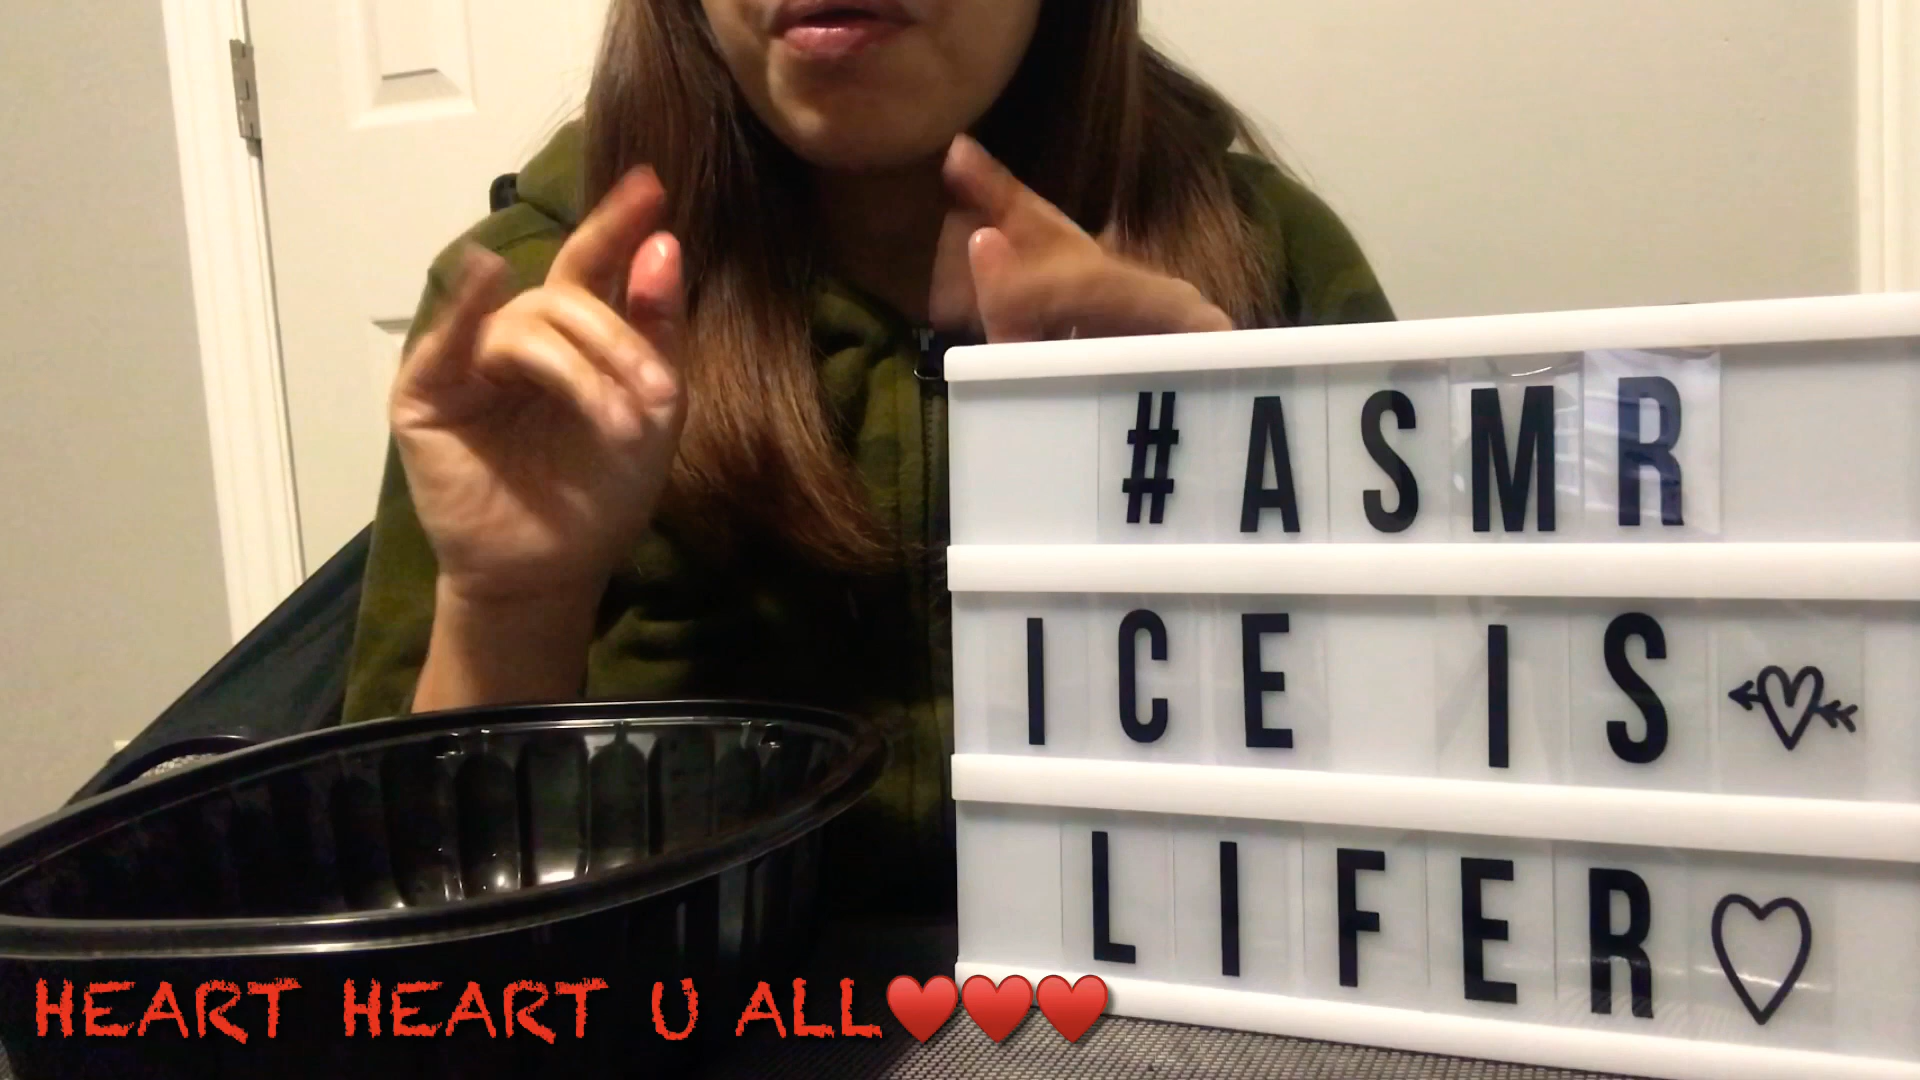 #ASMR
ICE IS
LIFER
HEART HEART U ALL♥️♥️♥️